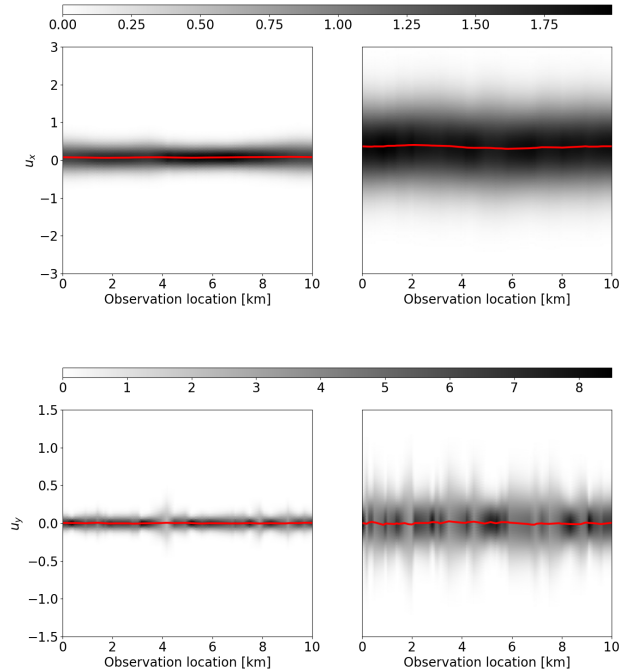 0.00 0.25 0.50 0.75 1.00 1.25 1.50 1.75
3
2
1
0
−1
−2
−3
u_x
0 2 4 6 8 10
Observation location [km]
0 2 4 6 8 10
Observation location [km]
0 1 2 3 4 5 6 7 8
1.5
1.0
0.5
0.0
−0.5
−1.0
−1.5
u_y
0 2 4 6 8 10
Observation location [km]
0 2 4 6 8 10
Observation location [km]